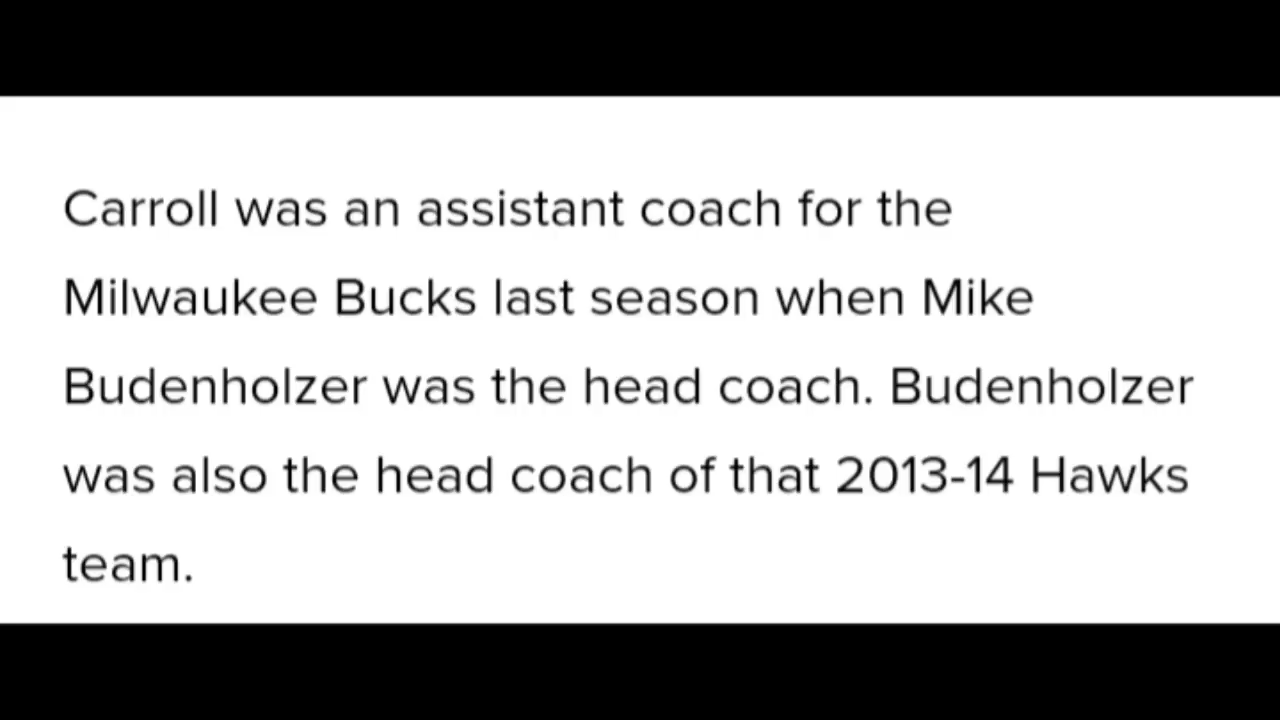 Carroll was an assistant coach for the
Milwaukee Bucks last season when Mike
Budenholzer was the head coach. Budenholzer
was also the head coach of that 2013-14 Hawks
team.